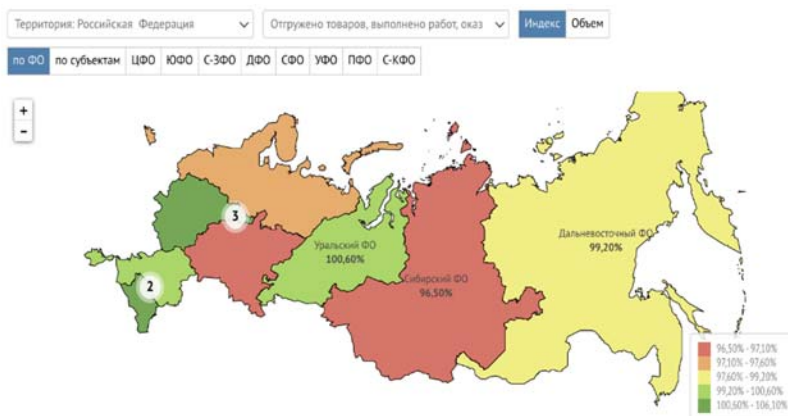 Территория: Российская Федерация
Отгружено товаров, выполнено работ, оказ
Индекс Объем
по ФО по субъектам ЦФО ЮФО С-ЗФО ДФО СФО УФО ПФО С-КФО
+
−
3
Дальневосточный ФО
99,20%
Уральский ФО
100,60%
Сибирский ФО
96,50%
2
96,50% - 97,10%
97,10% - 97,60%
97,60% - 99,20%
99,20% - 100,60%
100,60% - 106,10%